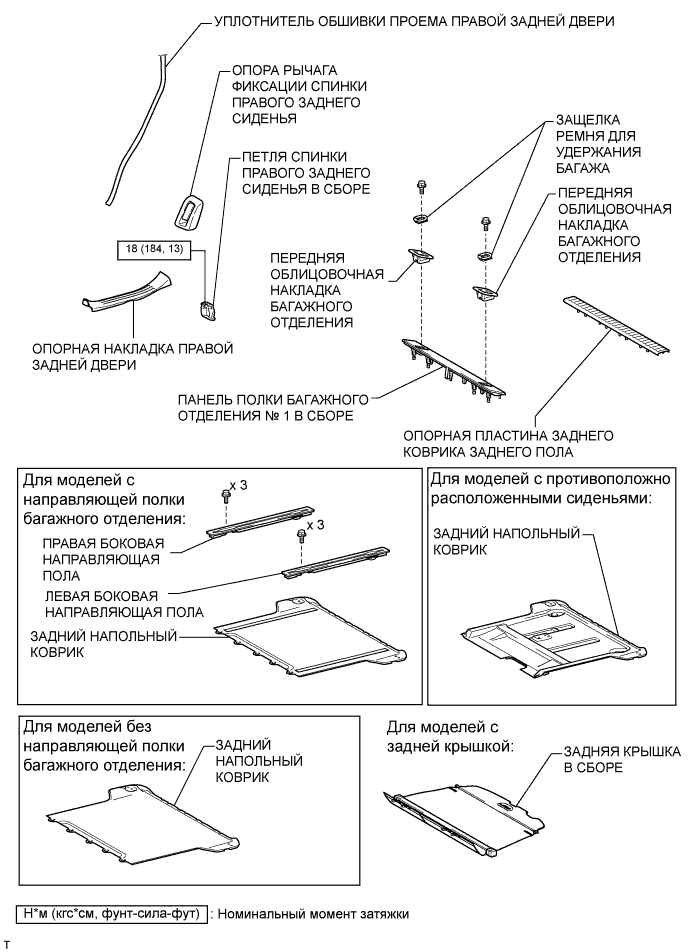 УПЛОТНИТЕЛЬ ОБШИВКИ ПРОЕМА ПРАВОЙ ЗАДНЕЙ ДВЕРИ
ОПОРА РЫЧАГА
ФИКСАЦИИ СПИНКИ
ПРАВОГО ЗАДНЕГО
СИДЕНЬЯ
ЗАЩЕЛКА
РЕМНЯ ДЛЯ
УДЕРЖАНИЯ
БАГАЖА
ПЕТЛЯ СПИНКИ
ПРАВОГО ЗАДНЕГО
СИДЕНЬЯ В СБОРЕ
ПЕРЕДНЯЯ
ОБЛИЦОВОЧНАЯ
НАКЛАДКА
БАГАЖНОГО
ОТДЕЛЕНИЯ
18 (184, 13)
ПЕРЕДНЯЯ
ОБЛИЦОВОЧНАЯ
НАКЛАДКА
БАГАЖНОГО
ОТДЕЛЕНИЯ
ОПОРНАЯ НАКЛАДКА ПРАВОЙ
ЗАДНЕЙ ДВЕРИ
ПАНЕЛЬ ПОЛКИ БАГАЖНОГО
ОТДЕЛЕНИЯ № 1 В СБОРЕ
ОПОРНАЯ ПЛАСТИНА ЗАДНЕГО
КОВРИКА ЗАДНЕГО ПОЛА
Для моделей с
направляющей полки
багажного отделения:
x 3
x 3
ПРАВАЯ БОКОВАЯ
НАПРАВЛЯЮЩАЯ
ПОЛА
ЛЕВАЯ БОКОВАЯ
НАПРАВЛЯЮЩАЯ ПОЛА
ЗАДНИЙ НАПОЛЬНЫЙ
КОВРИК
Для моделей с противоположно
расположенными сиденьями:
ЗАДНИЙ НАПОЛЬНЫЙ
КОВРИК
Для моделей без
направляющей полки
багажного отделения:
ЗАДНИЙ
НАПОЛЬНЫЙ
КОВРИК
Для моделей с
задней крышкой:
ЗАДНЯЯ КРЫШКА
В СБОРЕ
Н*м (кгс*см, фунт-сила-фут) : Номинальный момент затяжки
T